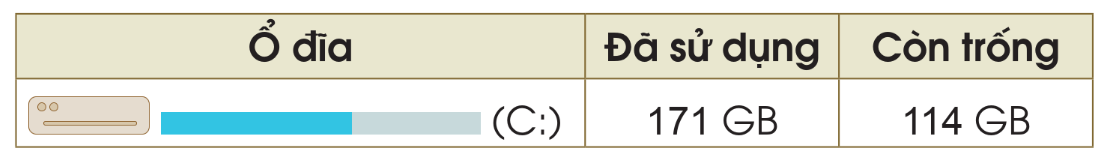 Ổ đĩa Đã sử dụng Còn trống
(C:) 171 GB 114 GB